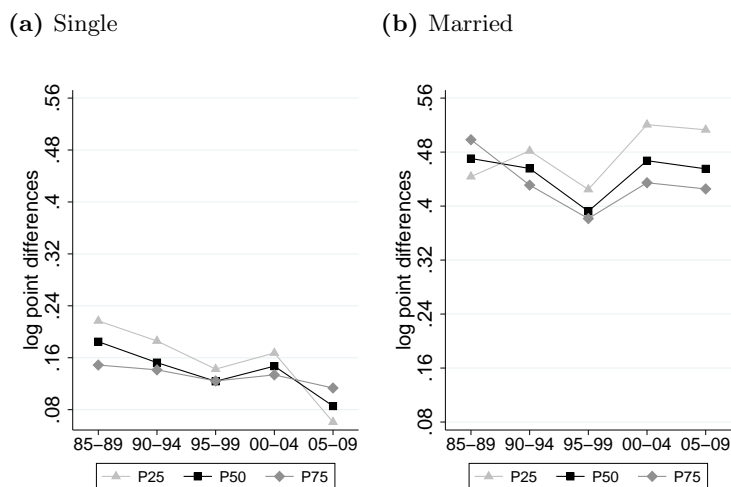 (a) Single
(b) Married
log point differences
.56
.48
.4
.32
.24
.16
.08
85–89 90–94 95–99 00–04 05–09
P25 P50 P75
log point differences
.56
.48
.4
.32
.24
.16
.08
85–89 90–94 95–99 00–04 05–09
P25 P50 P75